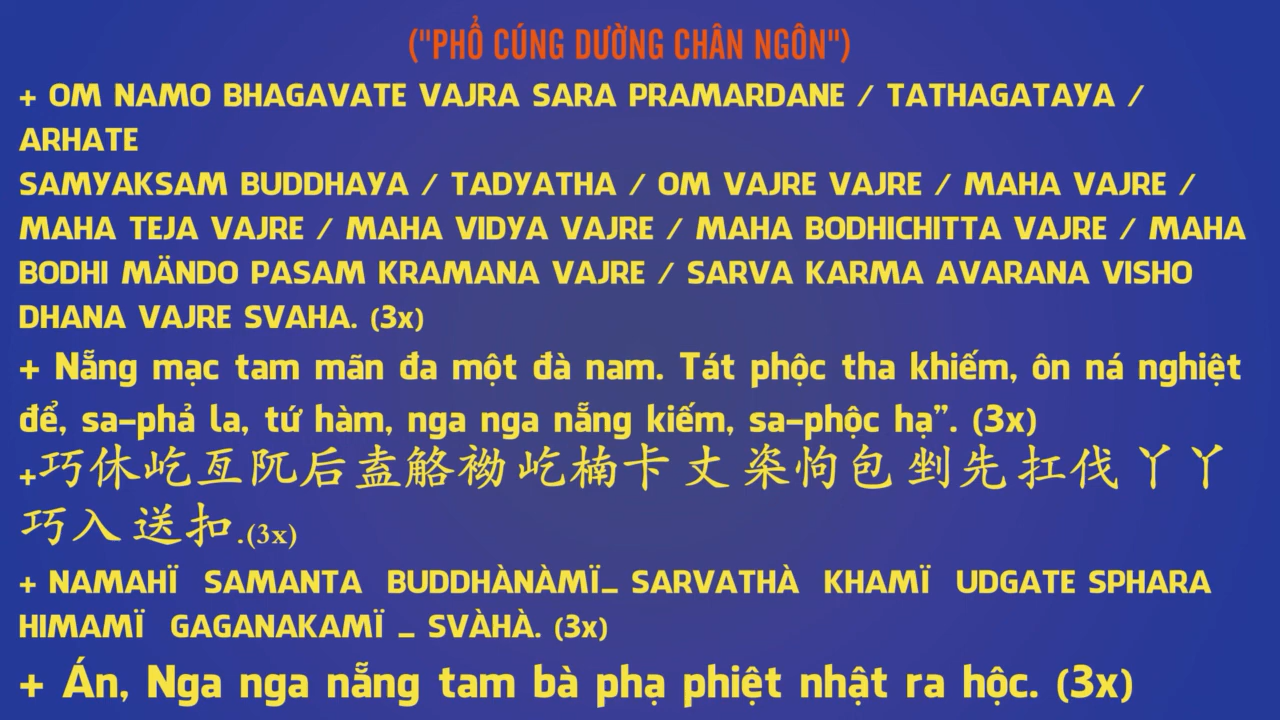 ("PHỔ CÚNG DƯỜNG CHÂN NGÔN")
+ OM NAMO BHAGAVATE VAJRA SARA PRAMARDANE / TATHAGATAYA /
ARHATE
SAMYAKSAM BUDDHAYA / TADYATHA / OM VAJRE VAJRE / MAHA VAJRE /
MAHA TEJA VAJRE / MAHA VIDYA VAJRE / MAHA BODHICHITTA VAJRE / MAHA
BODHI MÄNDO PASAM KRAMANA VAJRE / SARVA KARMA AVARANA VISHO
DHANA VAJRE SVAHA. (3x)
+ Nẵng mạc tam mãn đa một đà nam. Tát phộc tha khiếm, ôn ná nghiệt
để, sa-phả la, tứ hàm, nga nga nẵng kiếm, sa-phộc hạ”. (3x)
+巧休屹亙阢后盍觡袎屹楠卡丈 栥怐包 剉先 扛伐 丫丫
巧入 送扣.(3x)
+ NAMAHÏ SAMANTA BUDDHÀNÀMÏ_ SARVATHÀ KHAMÏ UDGATE SPHARA
HIMAMÏ GAGANAKAMÏ _ SVÀHÀ. (3x)
+ Án, Nga nga nẵng tam bà phạ phiệt nhật ra hộc. (3x)